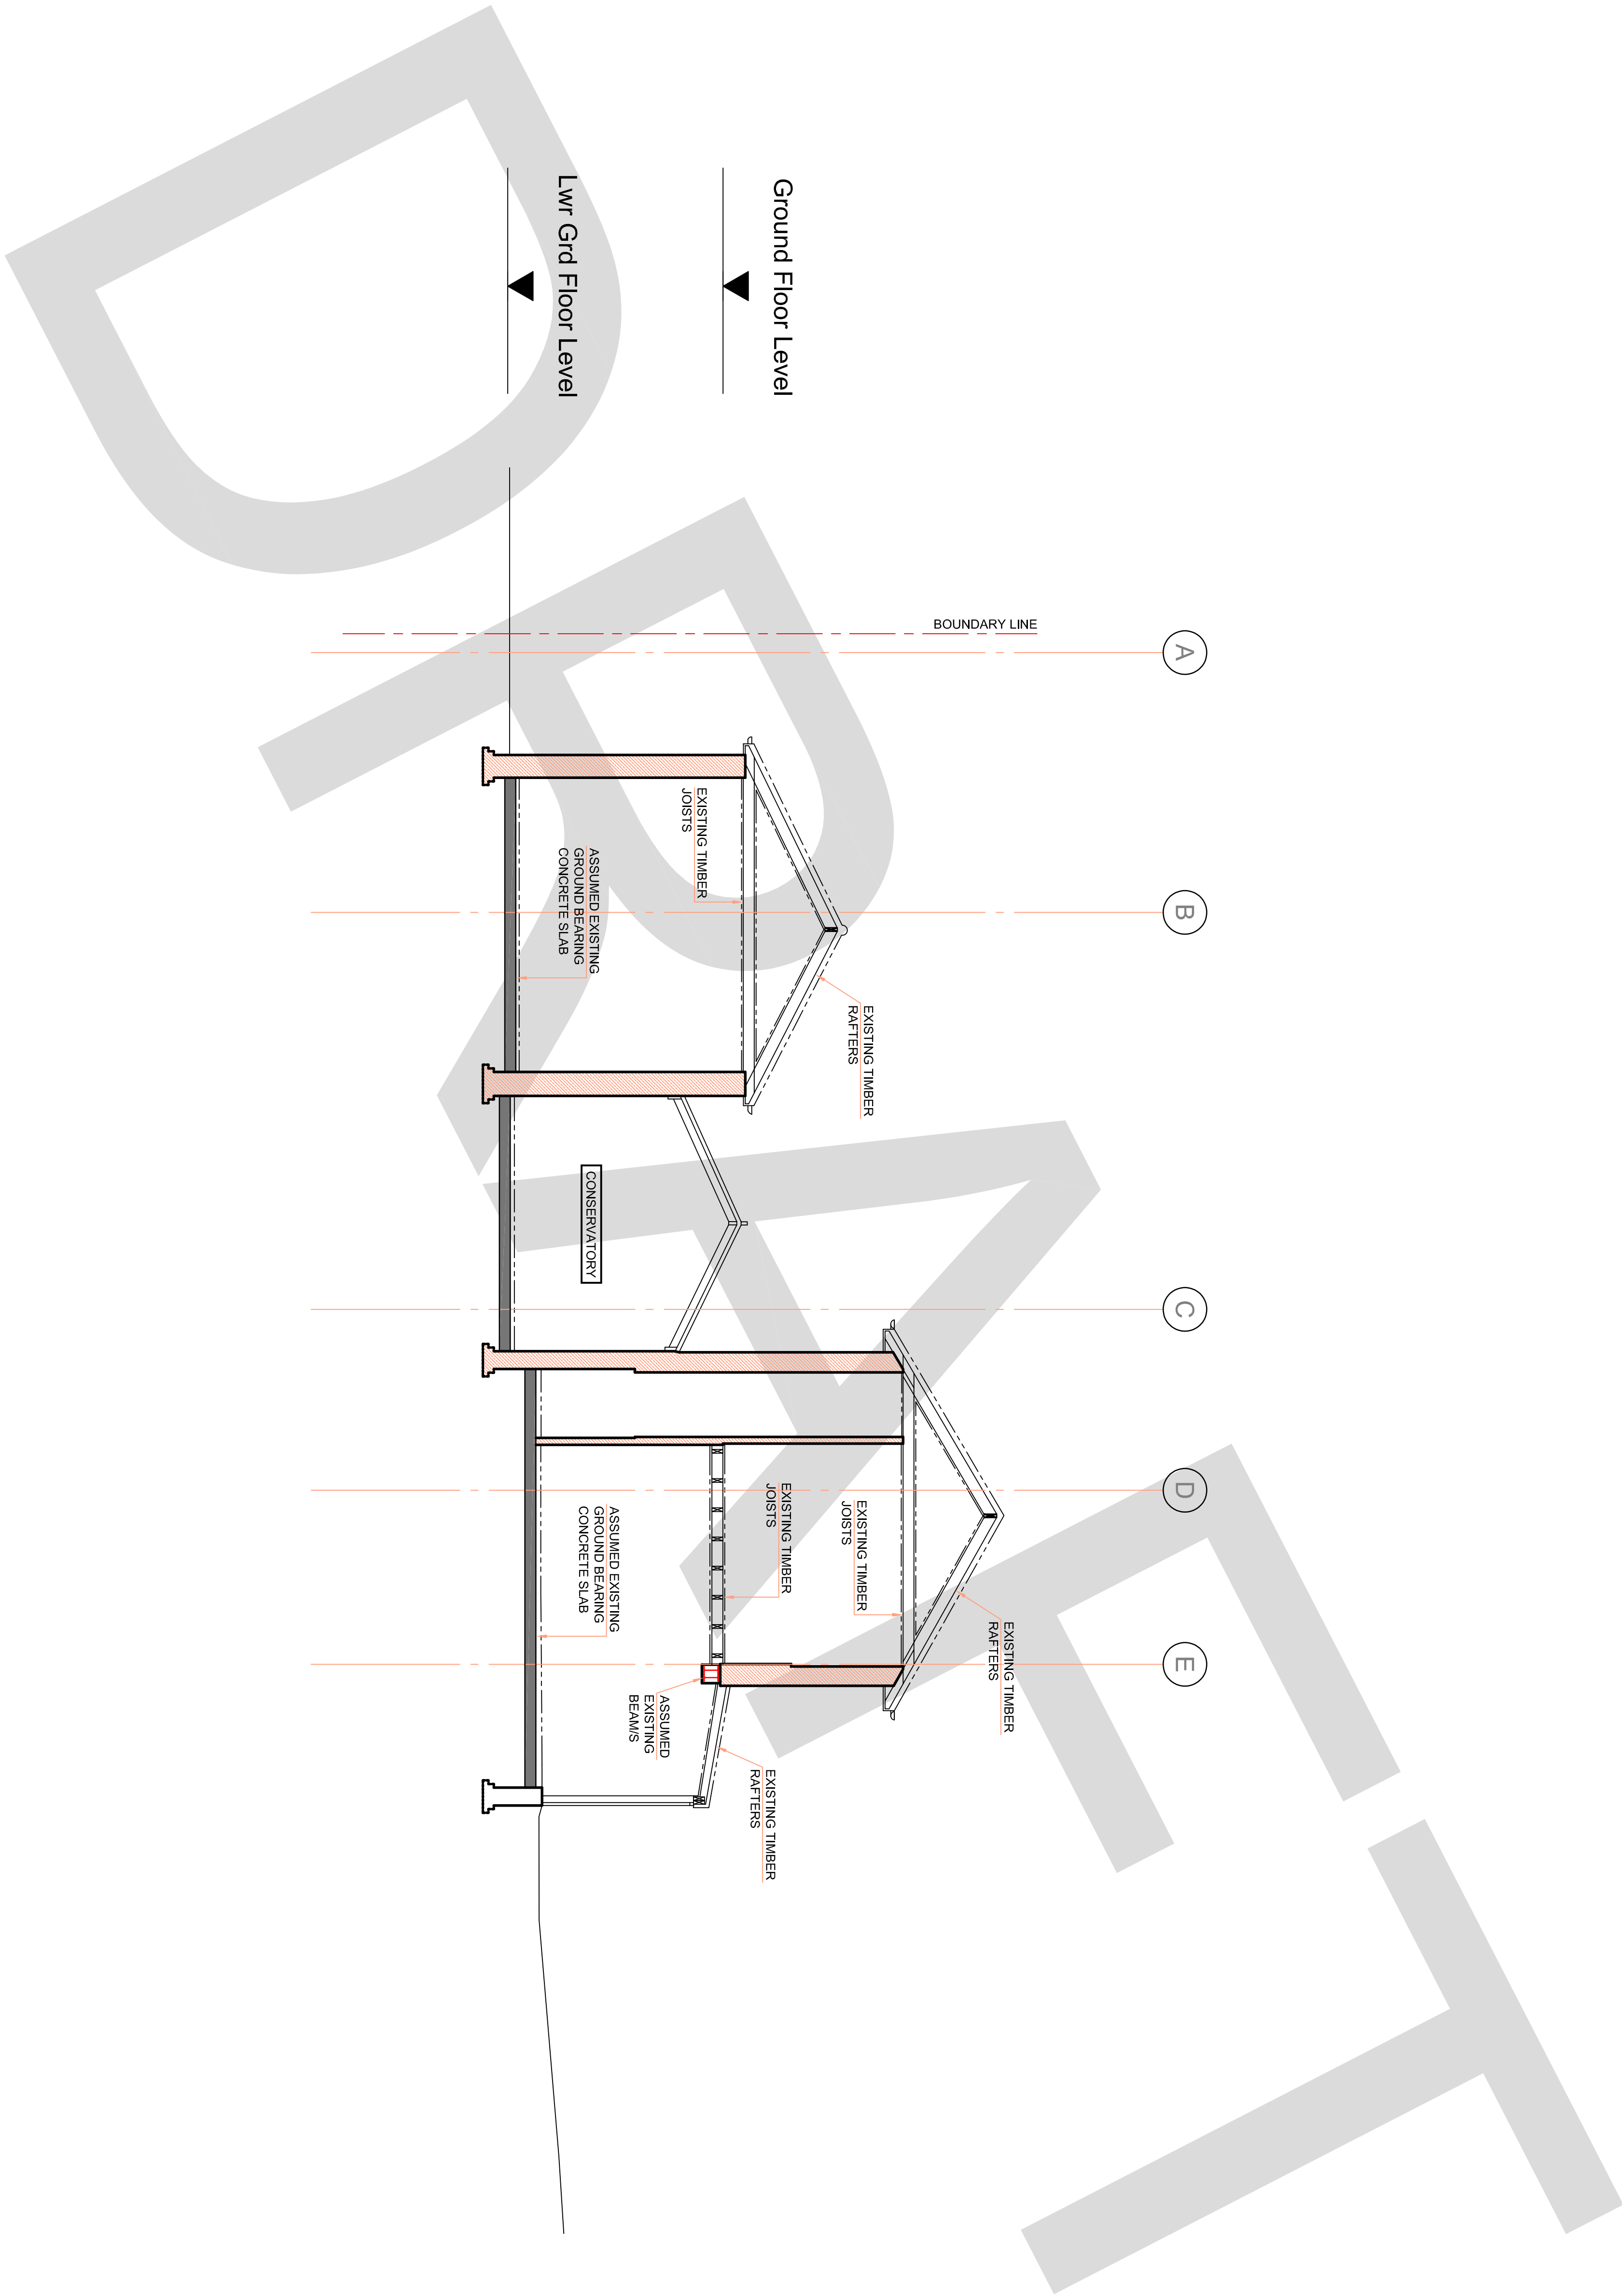 A
B
C
D
E
BOUNDARY LINE
Ground Floor Level
Lwr Grd Floor Level
EXISTING TIMBER
JOISTS
ASSUMED EXISTING
GROUND BEARING
CONCRETE SLAB
EXISTING TIMBER
RAFTERS
CONSERVATORY
EXISTING TIMBER
JOISTS
EXISTING TIMBER
JOISTS
ASSUMED EXISTING
GROUND BEARING
CONCRETE SLAB
EXISTING TIMBER
RAFTERS
ASSUMED
EXISTING
BEAM/S
EXISTING TIMBER
RAFTERS
DRAFT